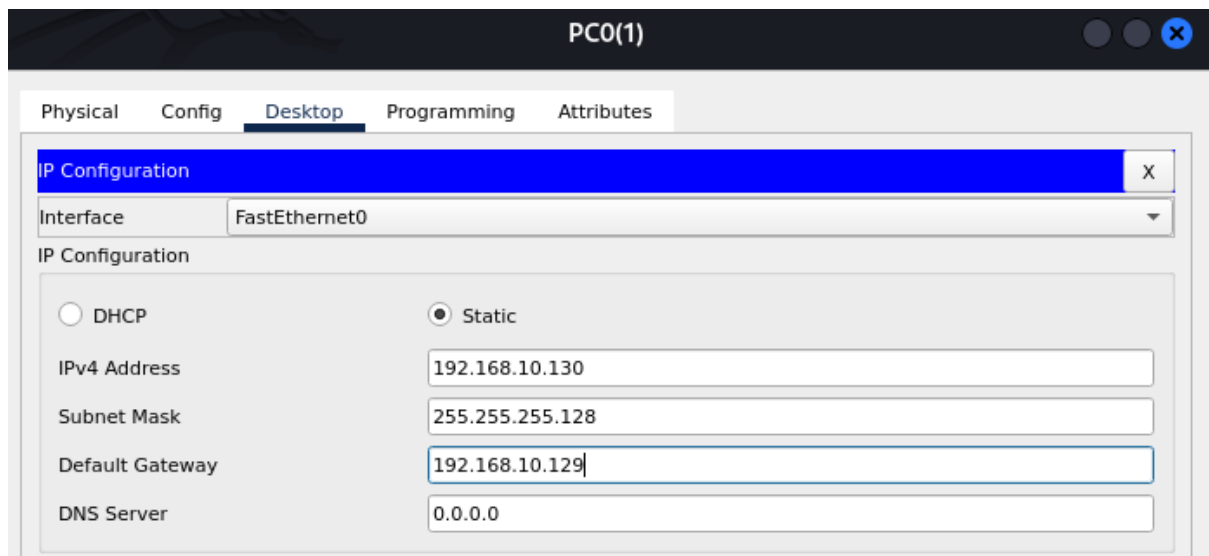 PC0(1)
Physical Config Desktop Programming Attributes
IP Configuration X
Interface FastEthernet0
IP Configuration
DHCP Static
IPv4 Address 192.168.10.130
Subnet Mask 255.255.255.128
Default Gateway 192.168.10.129
DNS Server 0.0.0.0